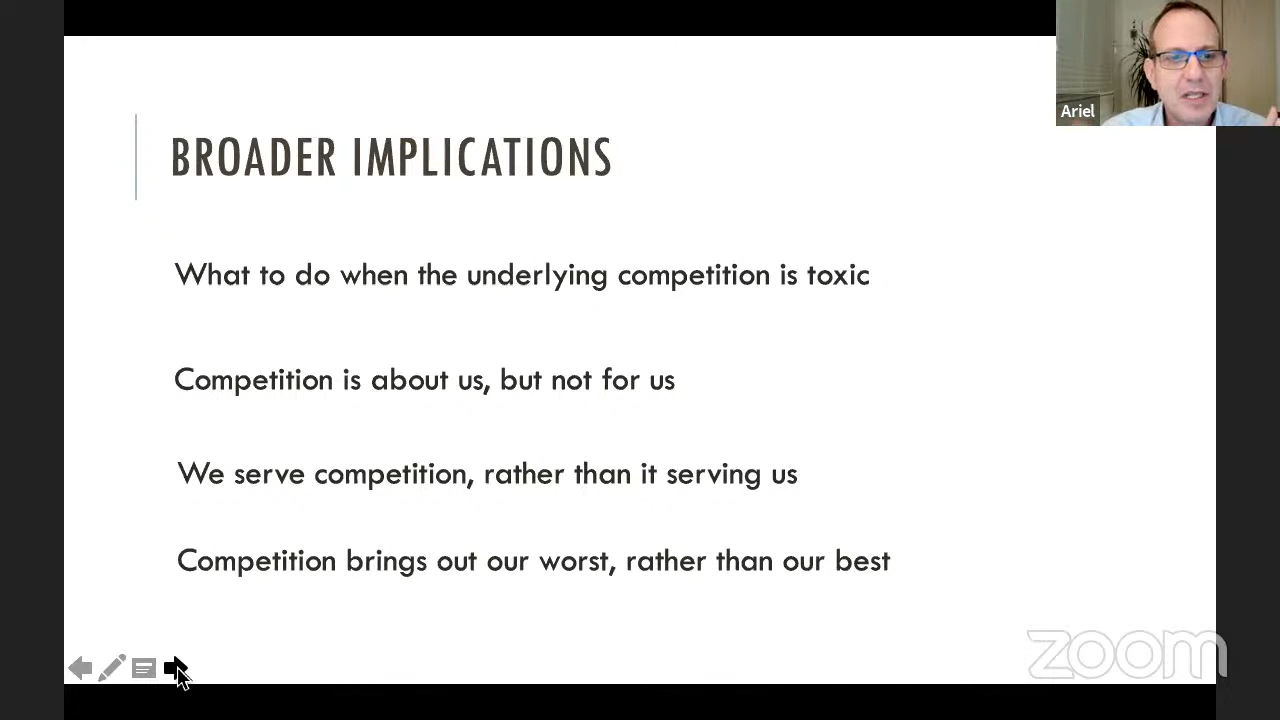 Ariel
BROADER IMPLICATIONS
What to do when the underlying competition is toxic
Competition is about us, but not for us
We serve competition, rather than it serving us
Competition brings out our worst, rather than our best
zoom